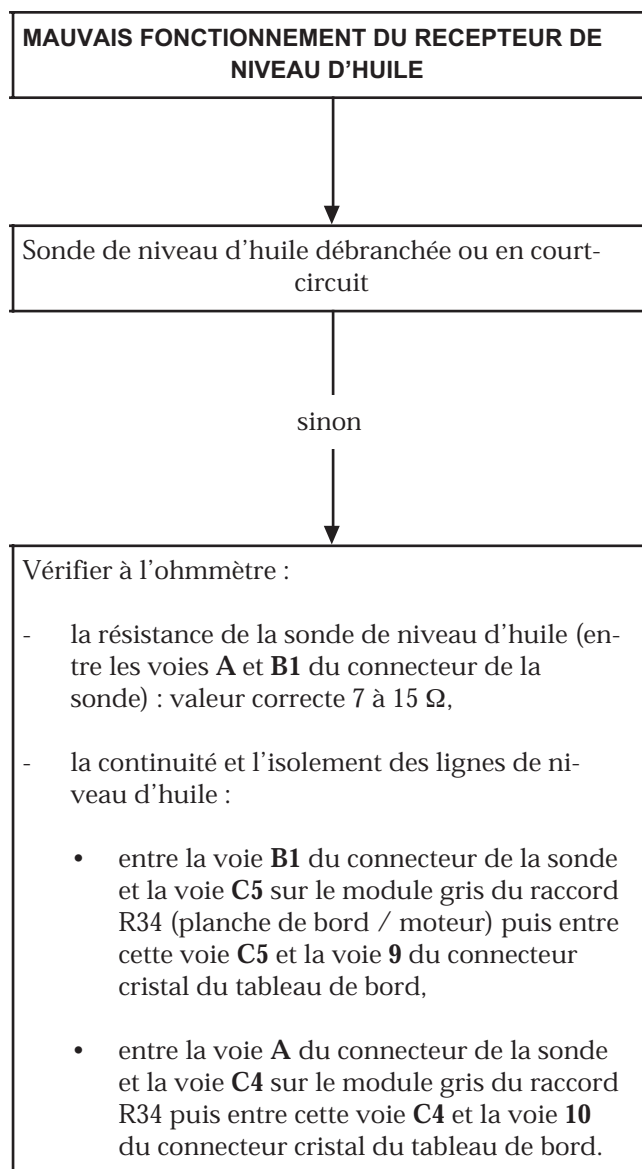 MAUVAIS FONCTIONNEMENT DU RECEPTEUR DE
NIVEAU D’HUILE
Sonde de niveau d’huile débranchée ou en court-
circuit
sinon
Vérifier à l’ohmmètre :
- la résistance de la sonde de niveau d’huile (en-
tre les voies A et B1 du connecteur de la
sonde) : valeur correcte 7 à 15 Ω,
- la continuité et l’isolement des lignes de ni-
veau d’huile :
• entre la voie B1 du connecteur de la sonde
et la voie C5 sur le module gris du raccord
R34 (planche de bord / moteur) puis entre
cette voie C5 et la voie 9 du connecteur
cristal du tableau de bord,
• entre la voie A du connecteur de la sonde
et la voie C4 sur le module gris du raccord
R34 puis entre cette voie C4 et la voie 10
du connecteur cristal du tableau de bord.